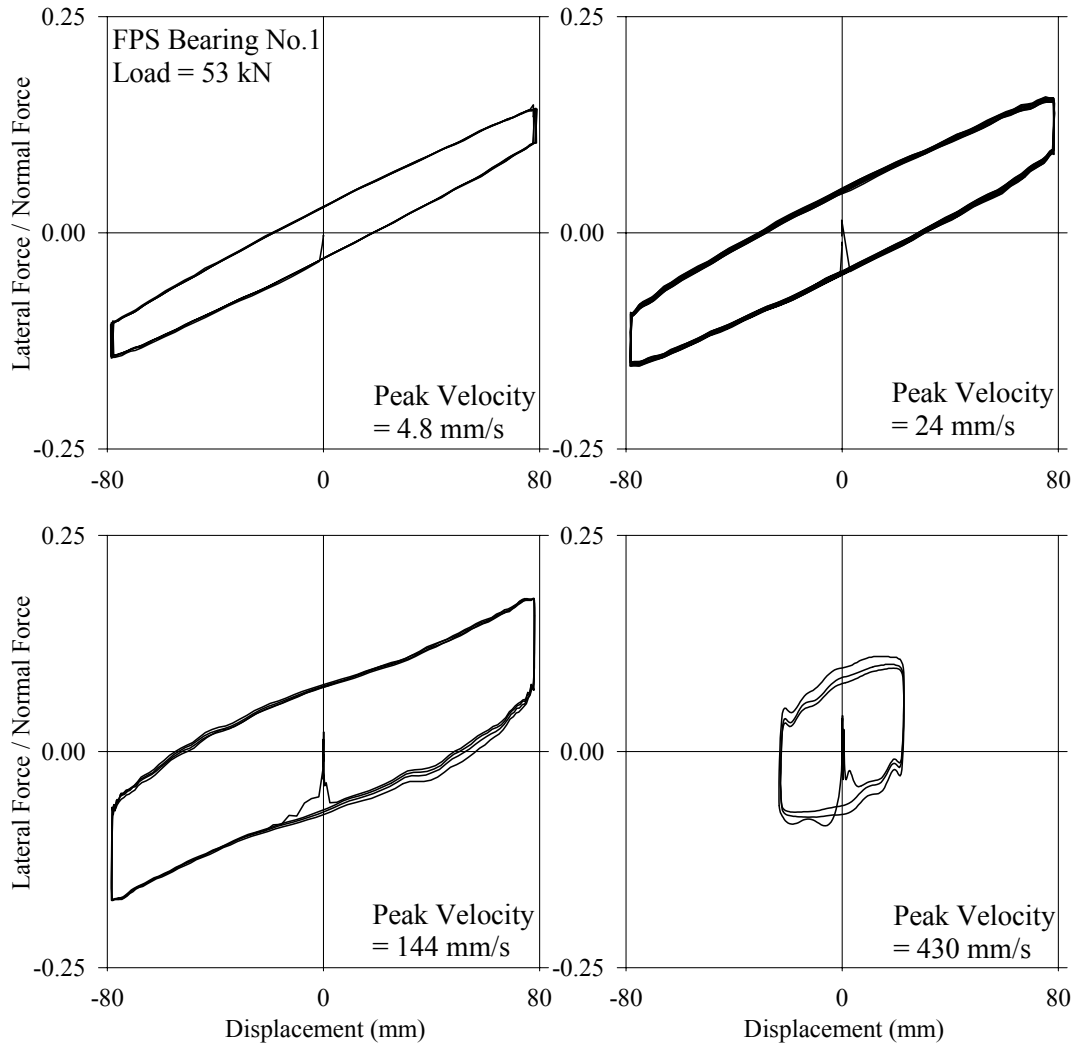 0.25
FPS Bearing No.1
Load = 53 kN
0.00
-0.25
Lateral Force / Normal Force
Peak Velocity
= 4.8 mm/s
-80
0
80
0.25
0.00
-0.25
Peak Velocity
= 24 mm/s
-80
0
80
0.25
0.00
-0.25
Lateral Force / Normal Force
Peak Velocity
= 144 mm/s
-80
0
80
Displacement (mm)
0.25
0.00
-0.25
Peak Velocity
= 430 mm/s
-80
0
80
Displacement (mm)